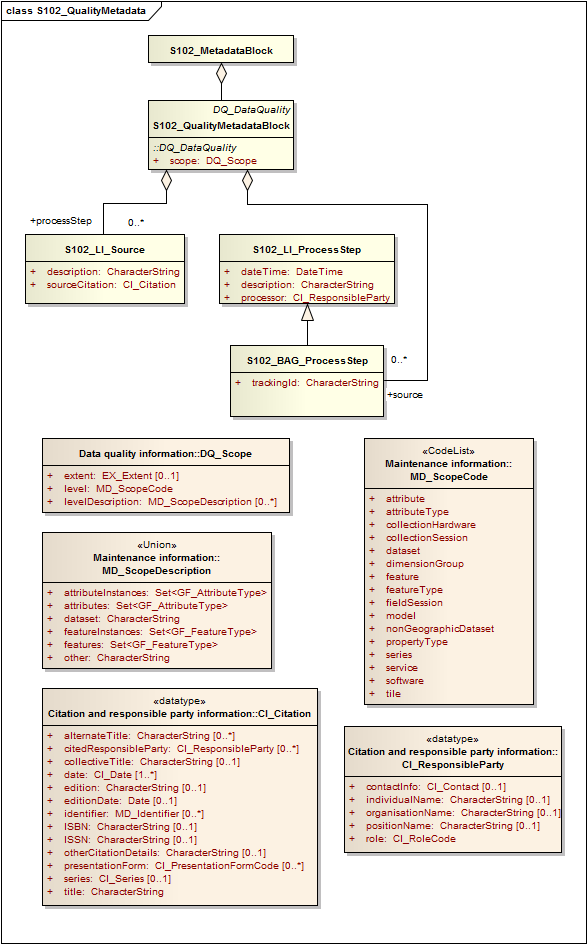 class S102_QualityMetadata
S102_MetadataBlock
DQ_DataQuality
S102_QualityMetadataBlock
::DQ_DataQuality
+ scope: DQ_Scope
+processStep
0..*
S102_LI_Source
+ description: CharacterString
+ sourceCitation: CI_Citation
S102_LI_ProcessStep
+ dateTime: DateTime
+ description: CharacterString
+ processor: CI_ResponsibleParty
S102_BAG_ProcessStep
+ trackingId: CharacterString
0..*
+source
Data quality information::DQ_Scope
+ extent: EX_Extent [0..1]
+ level: MD_ScopeCode
+ levelDescription: MD_ScopeDescription [0..*]
«CodeList»
Maintenance information::
MD_ScopeCode
+ attribute
+ attributeType
+ collectionHardware
+ collectionSession
+ dataset
+ dimensionGroup
+ feature
+ featureType
+ fieldSession
+ model
+ nonGeographicDataset
+ propertyType
+ series
+ service
+ software
+ tile
«Union»
Maintenance information::
MD_ScopeDescription
+ attributeInstances: Set<GF_AttributeType>
+ attributes: Set<GF_AttributeType>
+ dataset: CharacterString
+ featureInstances: Set<GF_FeatureType>
+ features: Set<GF_FeatureType>
+ other: CharacterString
«datatype»
Citation and responsible party information::CI_Citation
+ alternateTitle: CharacterString [0..*]
+ citedResponsibleParty: CI_ResponsibleParty [0..*]
+ collectiveTitle: CharacterString [0..1]
+ date: CI_Date [1..*]
+ edition: CharacterString [0..1]
+ editionDate: Date [0..1]
+ identifier: MD_Identifier [0..*]
+ ISBN: CharacterString [0..1]
+ ISSN: CharacterString [0..1]
+ otherCitationDetails: CharacterString [0..1]
+ presentationForm: CI_PresentationFormCode [0..*]
+ series: CI_Series [0..1]
+ title: CharacterString
«datatype»
Citation and responsible party information::
CI_ResponsibleParty
+ contactInfo: CI_Contact [0..1]
+ individualName: CharacterString [0..1]
+ organisationName: CharacterString [0..1]
+ positionName: CharacterString [0..1]
+ role: CI_RoleCode